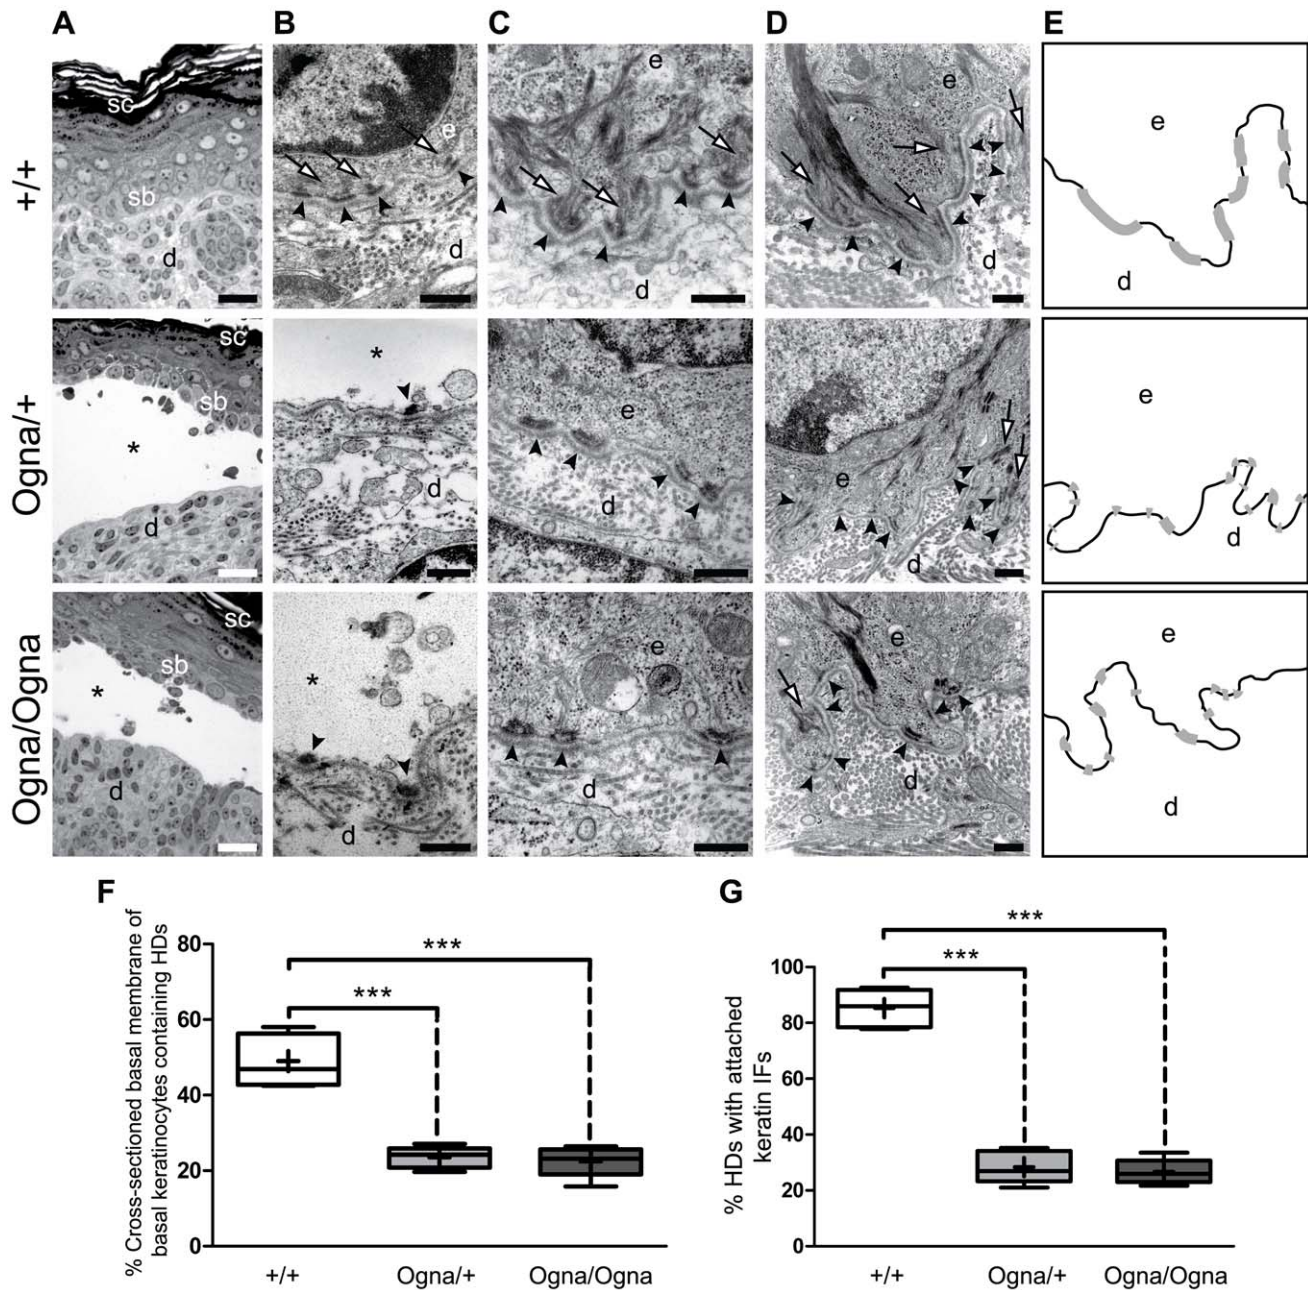 A
B
C
D
E
+/+
sc
sb
d
e
d
e
d
e
d
e
d
Ogna/+
sc
sb
*
d
*
d
e
d
e
d
e
d
Ogna/Ogna
sc
sb
*
d
*
d
e
d
e
d
e
d
F
% Cross-sectioned basal membrane of
basal keratinocytes containing HDs
80
60
40
20
0
***
***
+/+
Ogna/+
Ogna/Ogna
G
% HDs with attached
keratin IFs
100
80
60
40
20
0
***
***
+/+
Ogna/+
Ogna/Ogna